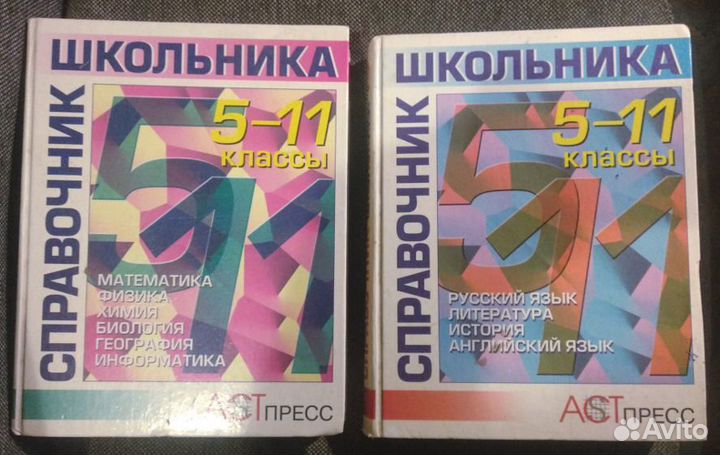 СПРАВОЧНИК
ШКОЛЬНИКА
5-11
КЛАССЫ
511
МАТЕМАТИКА
ФИЗИКА
ХИМИЯ
БИОЛОГИЯ
ГЕОГРАФИЯ
ИНФОРМАТИКА
АСТ ПРЕСС
СПРАВОЧНИК
ШКОЛЬНИКА
5-11
КЛАССЫ
511
РУССКИЙ ЯЗЫК
ЛИТЕРАТУРА
ИСТОРИЯ
АНГЛИЙСКИЙ ЯЗЫК
АСТ ПРЕСС
Avito